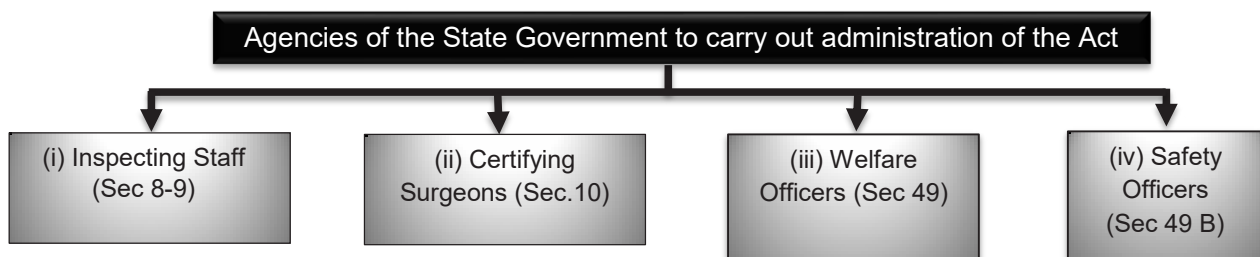 Agencies of the State Government to carry out administration of the Act
(i) Inspecting Staff
(Sec 8-9)
(ii) Certifying
Surgeons (Sec.10)
(iii) Welfare
Officers (Sec 49)
(iv) Safety
Officers
(Sec 49 B)